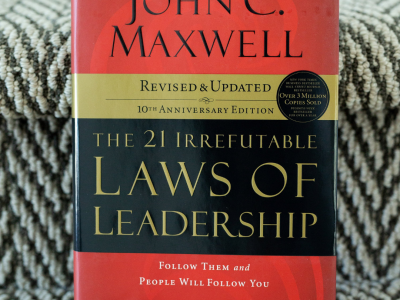 JOHN C.
MAXWELL
REVISED & UPDATED
10TH ANNIVERSARY EDITION
OVER 3 MILLION
COPIES SOLD
THE 21 IRREFUTABLE
LAWS OF
LEADERSHIP
FOLLOW THEM and
PEOPLE WILL FOLLOW YOU